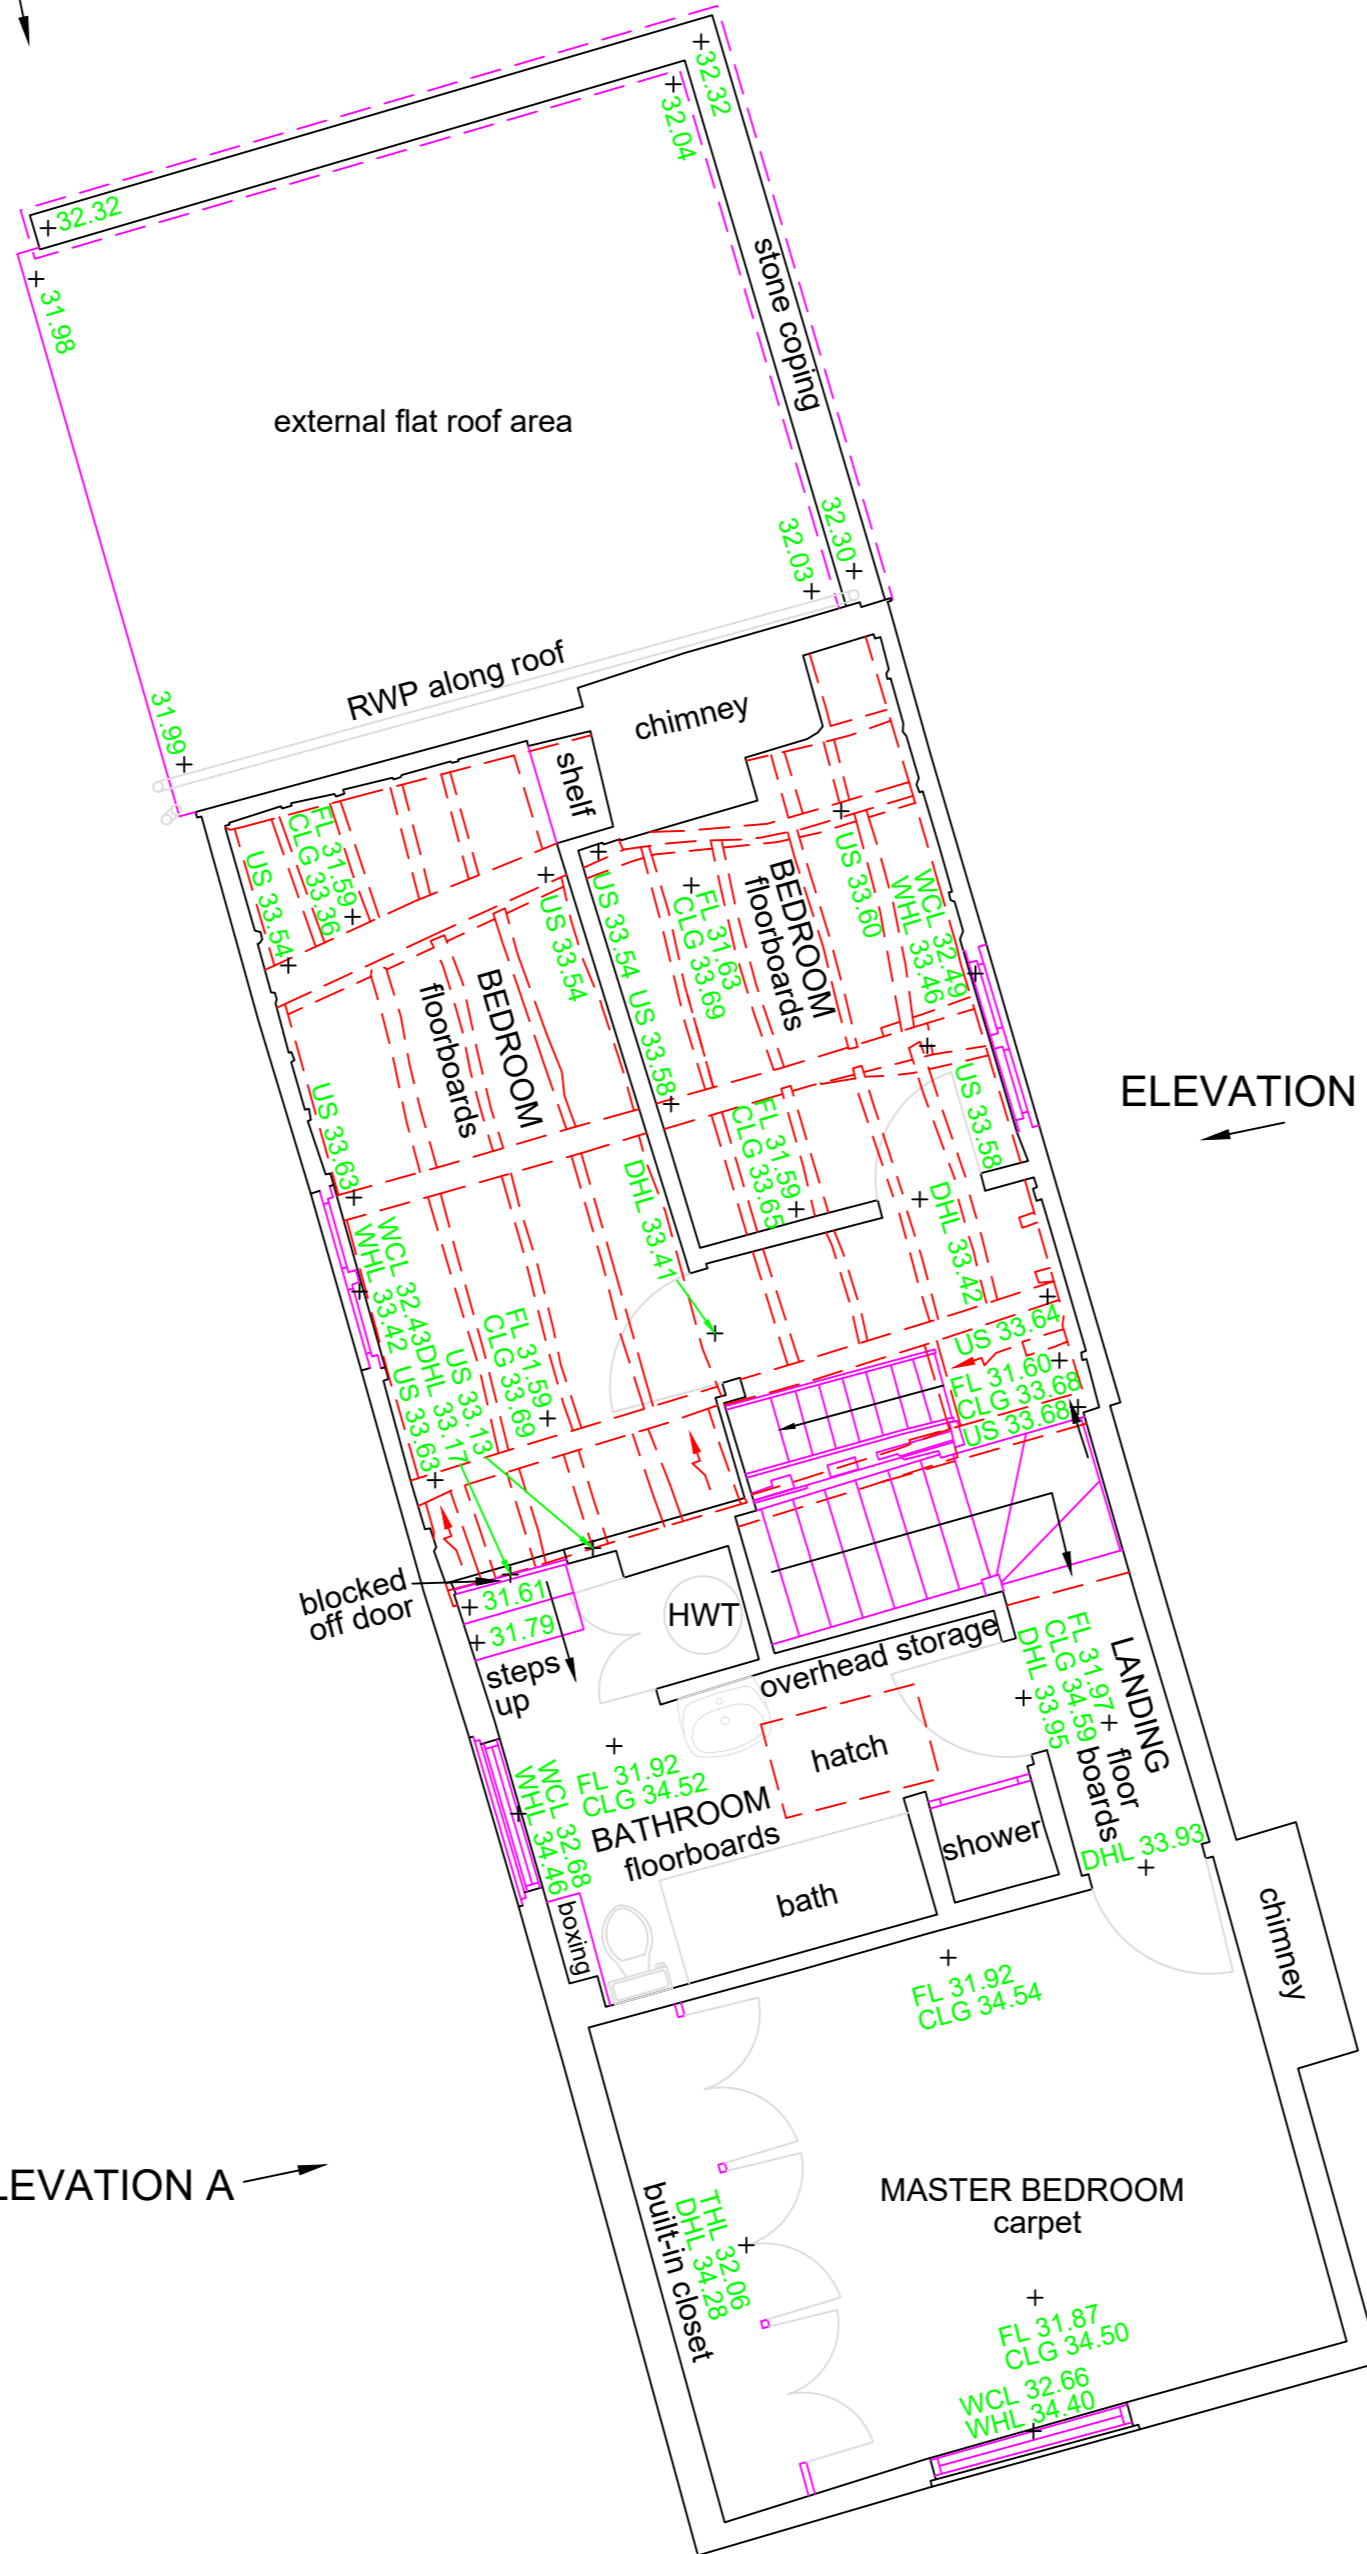 32.32
32.04
32.32
31.98
stone coping
external flat roof area
32.30
32.03
RWP along roof
31.99
chimney
shelf
FL 31.59
CLG 33.36
US 33.54
US 33.54
US 33.54
US 33.58
FL 31.63
CLG 33.69
BEDROOM
floorboards
US 33.60
WCL 32.49
WHL 33.46
BEDROOM
floorboards
US 33.63
US 33.58
ELEVATION
FL 31.59
CLG 33.65
DHL 33.41
DHL 33.42
WCL 32.43
WHL 33.42
US 33.63
DHL 33.17
US 33.13
FL 31.59
CLG 33.69
US 33.64
FL 31.60
CLG 33.68
US 33.68
blocked
off door
31.61
31.79
steps
up
HWT
overhead storage
hatch
FL 31.97
CLG 34.59
DHL 33.95
LANDING
floor
boards
WCL 32.68
WHL 34.46
FL 31.92
CLG 34.52
BATHROOM
floorboards
shower
DHL 33.93
bath
boxing
chimney
FL 31.92
CLG 34.54
LEVATION A
built-in closet
THL 32.06
DHL 34.28
MASTER BEDROOM
carpet
FL 31.87
CLG 34.50
WCL 32.66
WHL 34.40